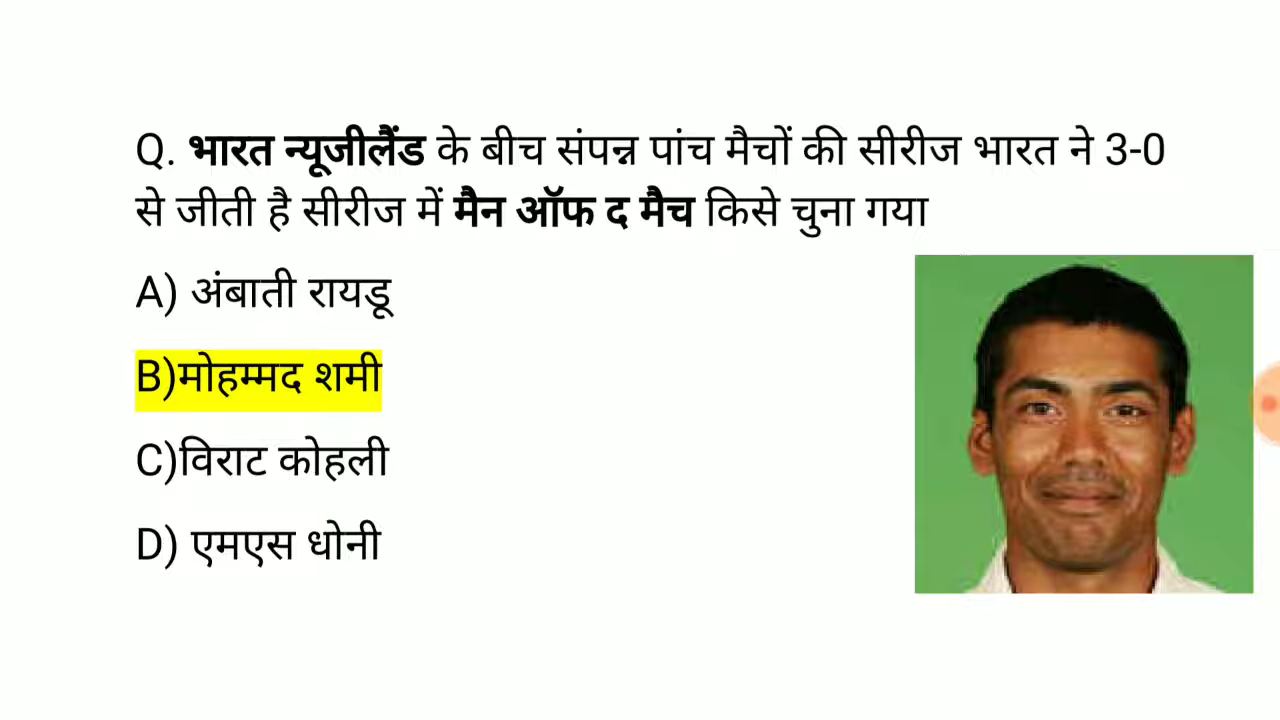 Q. भारत न्यूजीलैंड के बीच संपन्न पांच मैचों की सीरीज भारत ने 3-0
से जीती है सीरीज में मैन ऑफ द मैच किसे चुना गया
A) अंबाती रायडू
B)मोहम्मद शमी
C)विराट कोहली
D) एमएस धोनी